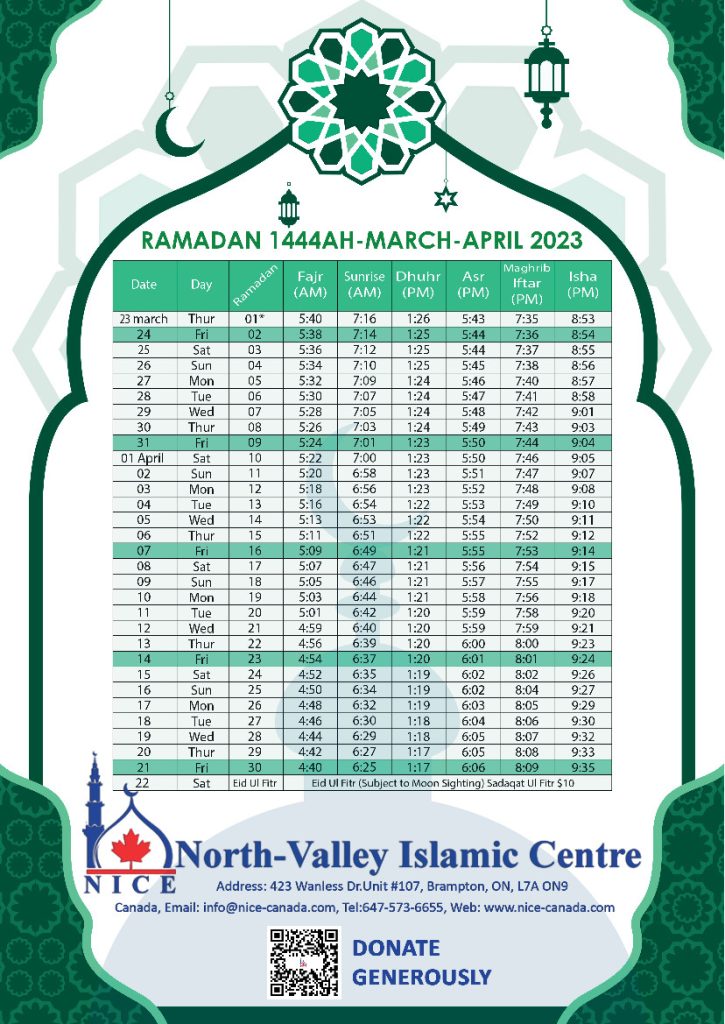 RAMADAN 1444AH-MARCH-APRIL 2023
Date Day Ramadan Fajr (AM) Sunrise (AM) Dhuhr (PM) Asr (PM) Maghrib Iftar (PM) Isha (PM)
23 march Thur 01* 5:40 7:16 1:26 5:43 7:35 8:53
24 Fri 02 5:38 7:14 1:25 5:44 7:36 8:54
25 Sat 03 5:36 7:12 1:25 5:44 7:37 8:55
26 Sun 04 5:34 7:10 1:25 5:45 7:38 8:56
27 Mon 05 5:32 7:09 1:24 5:46 7:40 8:57
28 Tue 06 5:30 7:07 1:24 5:47 7:41 8:58
29 Wed 07 5:28 7:05 1:24 5:48 7:42 9:01
30 Thur 08 5:26 7:03 1:24 5:49 7:43 9:03
31 Fri 09 5:24 7:01 1:23 5:50 7:44 9:04
01 April Sat 10 5:22 7:00 1:23 5:50 7:46 9:05
02 Sun 11 5:20 6:58 1:23 5:51 7:47 9:07
03 Mon 12 5:18 6:56 1:23 5:52 7:48 9:08
04 Tue 13 5:16 6:54 1:22 5:53 7:49 9:10
05 Wed 14 5:13 6:53 1:22 5:54 7:50 9:11
06 Thur 15 5:11 6:51 1:22 5:55 7:52 9:12
07 Fri 16 5:09 6:49 1:21 5:55 7:53 9:14
08 Sat 17 5:07 6:47 1:21 5:56 7:54 9:15
09 Sun 18 5:05 6:46 1:21 5:57 7:55 9:17
10 Mon 19 5:03 6:44 1:21 5:58 7:56 9:18
11 Tue 20 5:01 6:42 1:20 5:59 7:58 9:20
12 Wed 21 4:59 6:40 1:20 5:59 7:59 9:21
13 Thur 22 4:56 6:39 1:20 6:00 8:00 9:23
14 Fri 23 4:54 6:37 1:20 6:01 8:01 9:24
15 Sat 24 4:52 6:35 1:19 6:02 8:02 9:26
16 Sun 25 4:50 6:34 1:19 6:02 8:04 9:27
17 Mon 26 4:48 6:32 1:19 6:03 8:05 9:29
18 Tue 27 4:46 6:30 1:18 6:04 8:06 9:30
19 Wed 28 4:44 6:29 1:18 6:05 8:07 9:32
20 Thur 29 4:42 6:27 1:17 6:05 8:08 9:33
21 Fri 30 4:40 6:25 1:17 6:06 8:09 9:35
22 Sat Eid Ul Fitr Eid Ul Fitr (Subject to Moon Sighting) Sadaqat Ul Fitr $10
North-Valley Islamic Centre
NICE
Address: 423 Wanless Dr.Unit #107, Brampton, ON, L7A ON9
Canada, Email: info@nice-canada.com, Tel:647-573-6655, Web: www.nice-canada.com
DONATE
GENEROUSLY